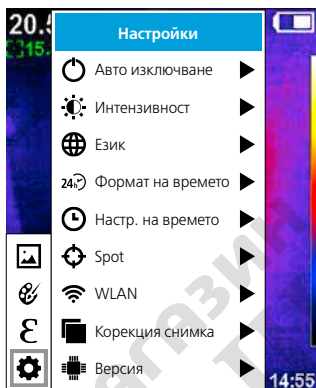 20.
Настройки
15.
Авто изключване
Интензивност
Език
24h Формат на времето
Настр. на времето
Spot
WLAN
Корекция снимка
ε
Версия
14:55